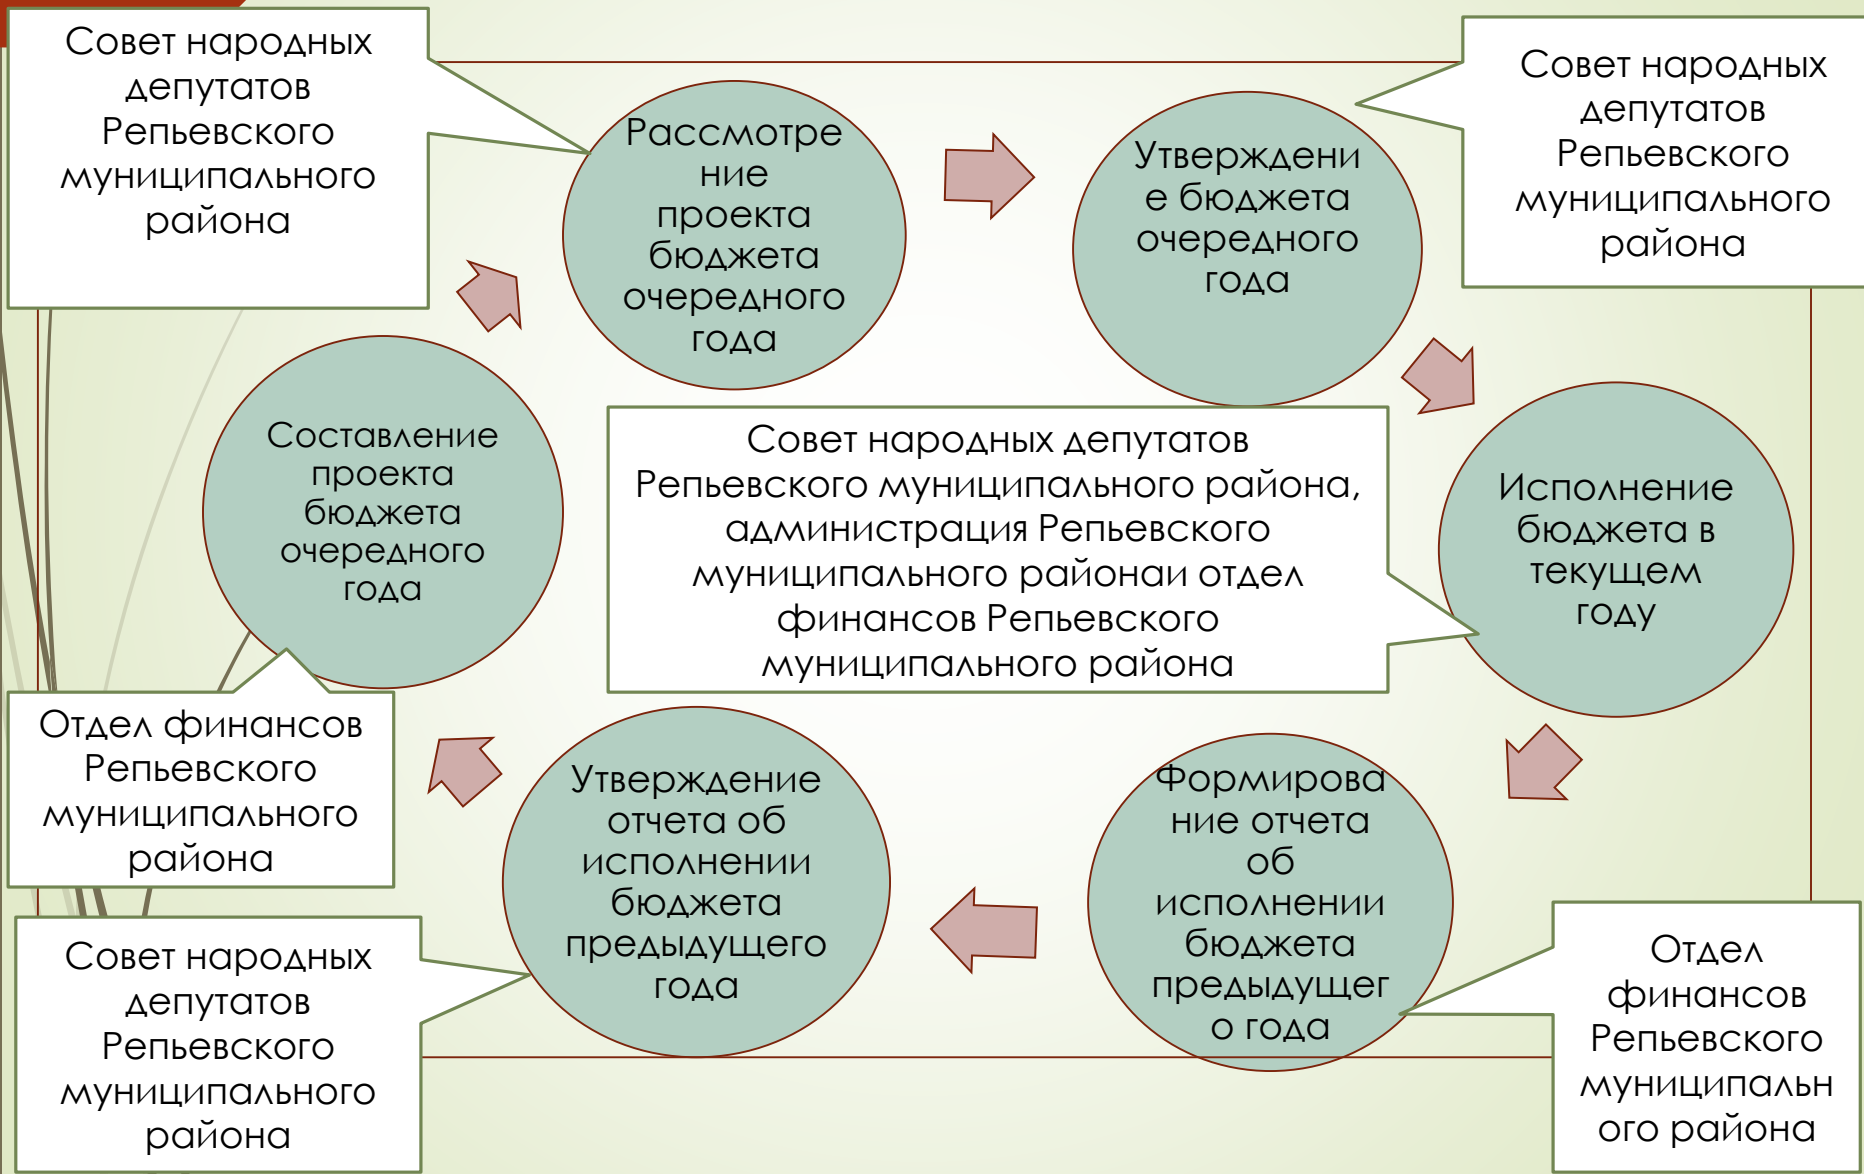 Совет народных
депутатов
Репьевского
муниципального
района
Рассмотре
ние
проекта
бюджета
очередного
года
Утверждени
е бюджета
очередного
года
Совет народных
депутатов
Репьевского
муниципального
района
Составление
проекта
бюджета
очередного
года
Совет народных депутатов
Репьевского муниципального района,
администрация Репьевского
муниципального районаи отдел
финансов Репьевского
муниципального района
Исполнение
бюджета в
текущем
году
Отдел финансов
Репьевского
муниципального
района
Утверждение
отчета об
исполнении
бюджета
предыдущего
года
Формирова
ние отчета
об
исполнении
бюджета
предыдущег
о года
Совет народных
депутатов
Репьевского
муниципального
района
Отдел
финансов
Репьевского
муниципальн
ого района